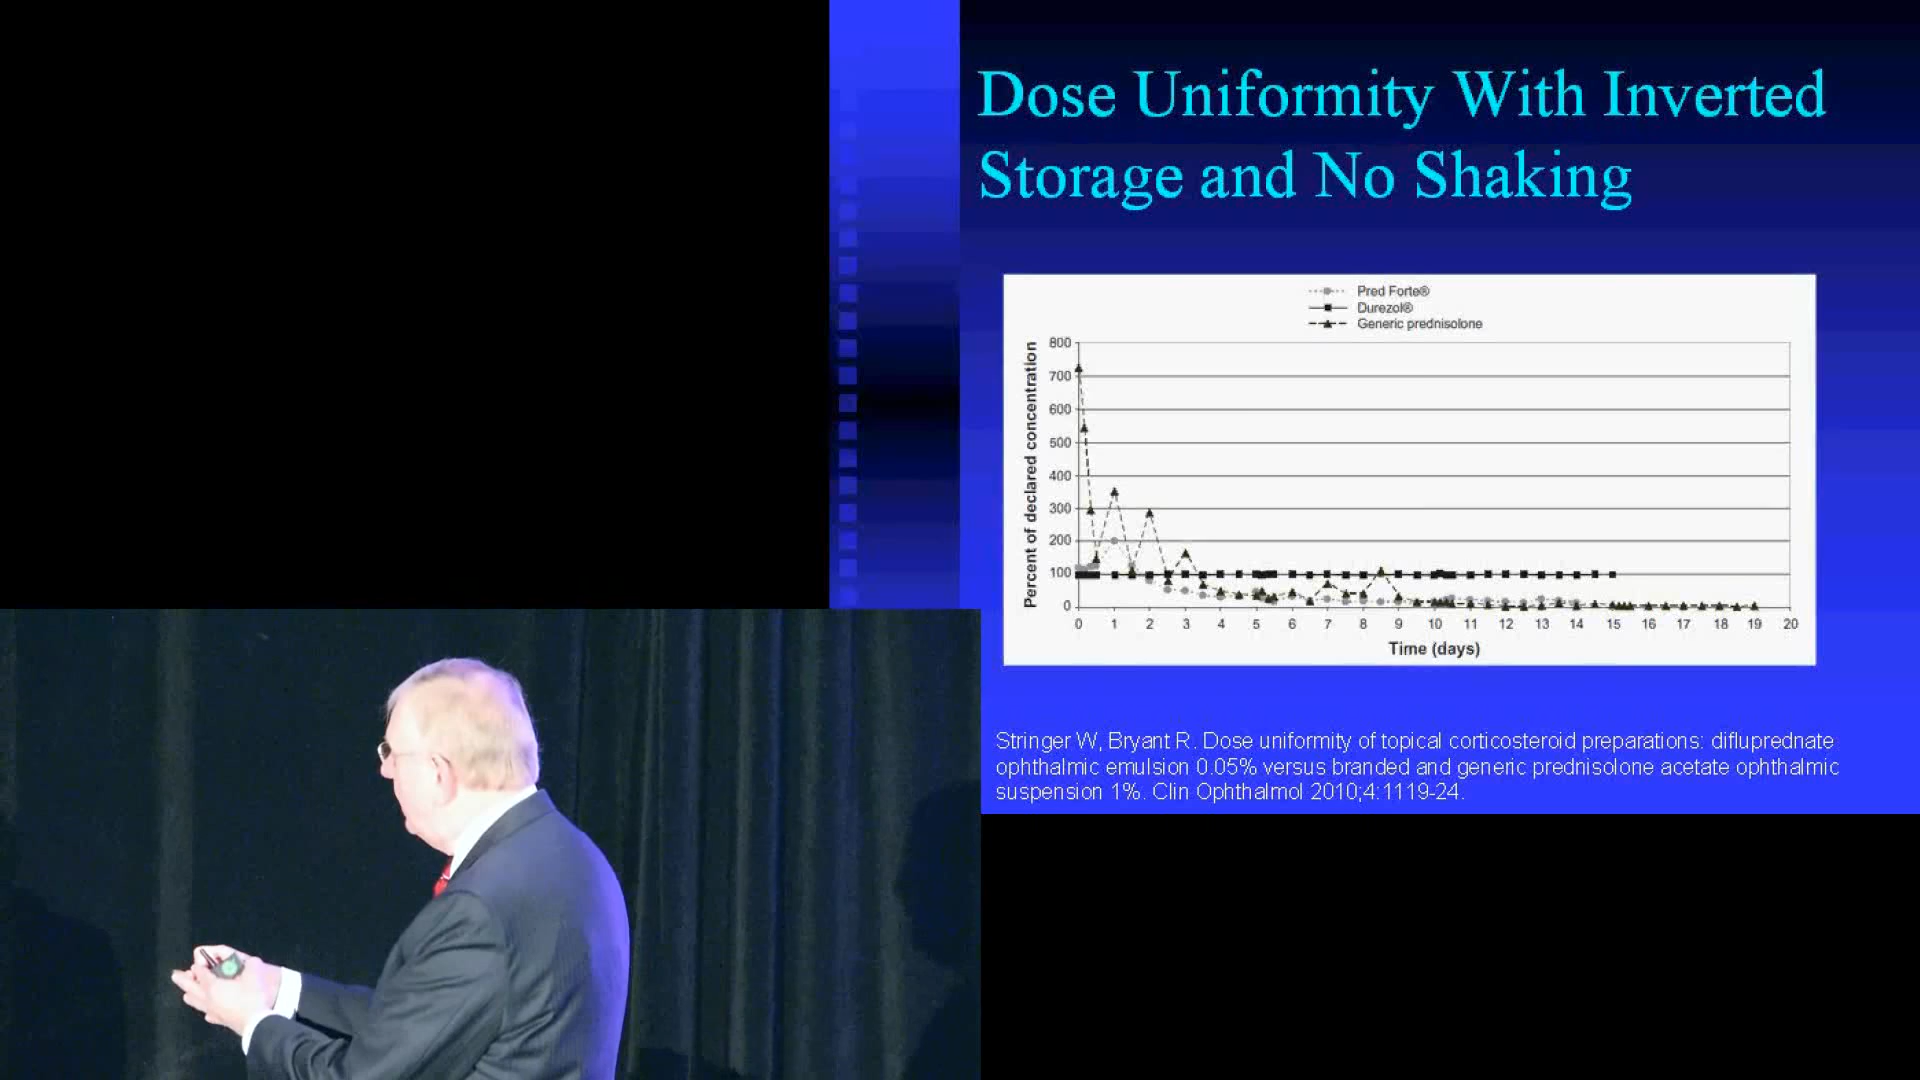 Dose Uniformity With Inverted
Storage and No Shaking
Pred Forte®
Durezol®
Generic prednisolone
Percent of declared concentration
800
700
600
500
400
300
200
100
0
0 1 2 3 4 5 6 7 8 9 10 11 12 13 14 15 16 17 18 19 20
Time (days)
Stringer W, Bryant R. Dose uniformity of topical corticosteroid preparations: difluprednate
ophthalmic emulsion 0.05% versus branded and generic prednisolone acetate ophthalmic
suspension 1%. Clin Ophthalmol 2010;4:1119-24.